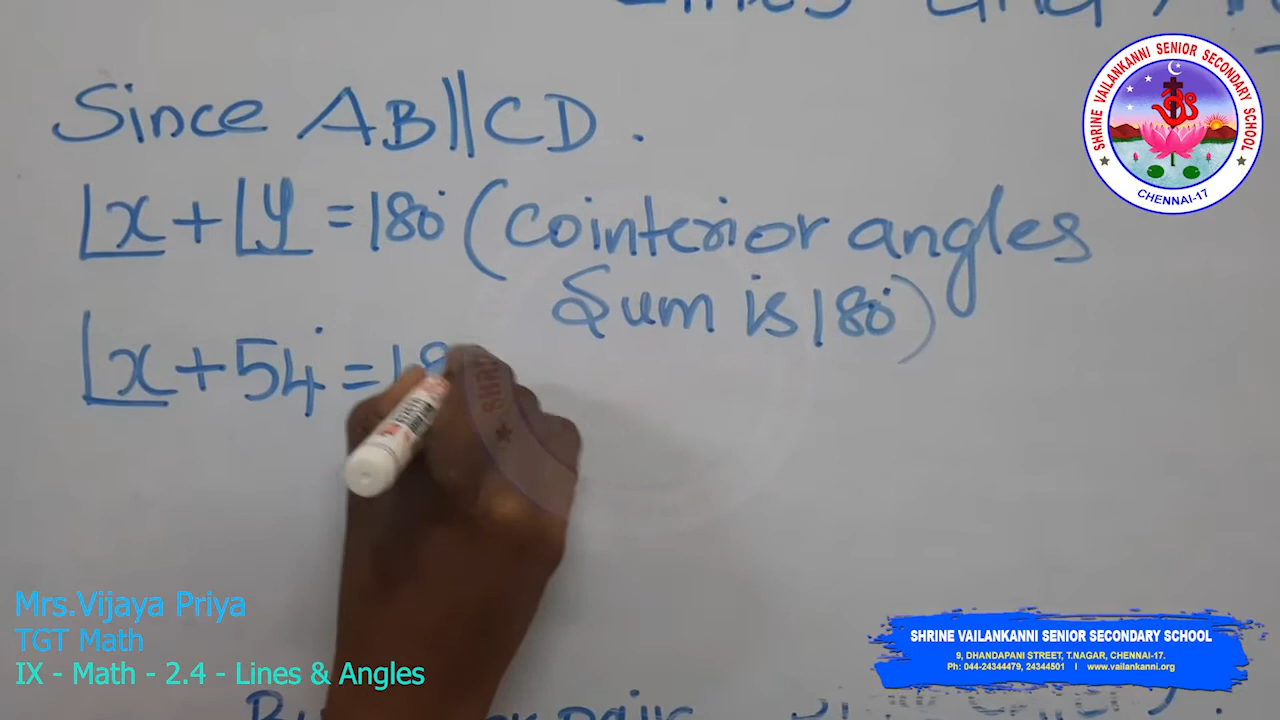 Since AB||CD.
∠x + ∠y = 180° (cointerior angles
Sum is 180°)
∠x + 54° = 18
SHRINE VAILANKANNI SENIOR SECONDARY SCHOOL
CHENNAI-17
Mrs.Vijaya Priya
TGT Math
IX - Math - 2.4 - Lines & Angles
SHRINE VAILANKANNI SENIOR SECONDARY SCHOOL
9, DHANDAPANI STREET, T.NAGAR, CHENNAI-17.
Ph: 044-24344479, 24344501 | www.vailankanni.org